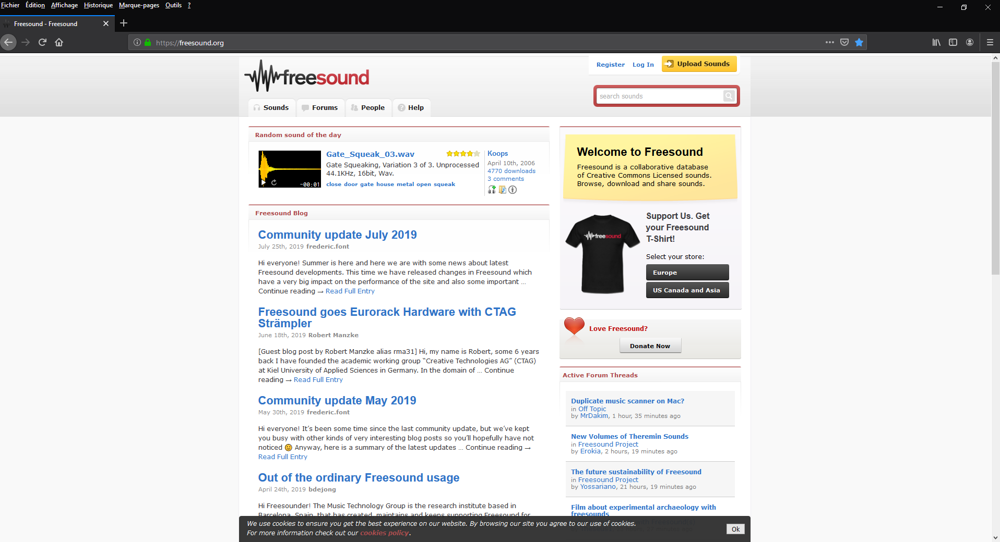 Fichier Édition Affichage Historique Marque-pages Outils ?
Freesound - Freesound
https://freesound.org
freesound
Register Log In Upload Sounds
search sounds
Sounds Forums People Help
Random sound of the day
Gate_Squeak_03.wav
Gate Squeaking, Variation 3 of 3. Unprocessed
44.1KHz, 16bit, Wav.
close door gate house metal open squeak
-00:01
Koops
April 10th, 2006
4770 downloads
3 comments
Freesound Blog
Community update July 2019
July 25th, 2019 frederic.font
Hi everyone! Summer is here and here we are with some news about latest
Freesound developments. This time we have released changes in Freesound which
have a very big impact on the performance of the site and also some important …
Continue reading → Read Full Entry
Freesound goes Eurorack Hardware with CTAG
Strämpler
June 18th, 2019 Robert Manzke
[Guest blog post by Robert Manzke alias rma31] Hi, my name is Robert, some 6 years
back I have founded the academic working group “Creative Technologies AG” (CTAG)
at Kiel University of Applied Sciences in Germany. In the domain of … Continue
reading → Read Full Entry
Community update May 2019
May 30th, 2019 frederic.font
Hi everyone! It’s been some time since the last community update, but we’ve kept
you busy with other kinds of very interesting blog posts so you’ll hopefully have not
noticed 🙂 Anyway, here is a summary of the latest updates … Continue reading →
Read Full Entry
Out of the ordinary Freesound usage
April 24th, 2019 bdejong
Hi Freesounder! The Music Technology Group is the research institute based in
Barcelona, Spain, that has created, maintains and keeps supporting Freesound for
Welcome to Freesound
Freesound is a collaborative database
of Creative Commons Licensed sounds.
Browse, download and share sounds.
freesound
Support Us. Get
your Freesound
T-Shirt!
Select your store:
Europe
US Canada and Asia
Love Freesound?
Donate Now
Active Forum Threads
Duplicate music scanner on Mac?
in Off Topic
by MrDakim, 1 hour, 35 minutes ago
New Volumes of Theremin Sounds
in Freesound Project
by Erokia, 2 hours, 19 minutes ago
The future sustainability of Freesound
in Freesound Project
by Yossariano, 21 hours, 19 minutes ago
Film about experimental archaeology with
freesounds
We use cookies to ensure you get the best experience on our website. By browsing our site you agree to our use of cookies.
For more information check out our cookies policy.
Ok